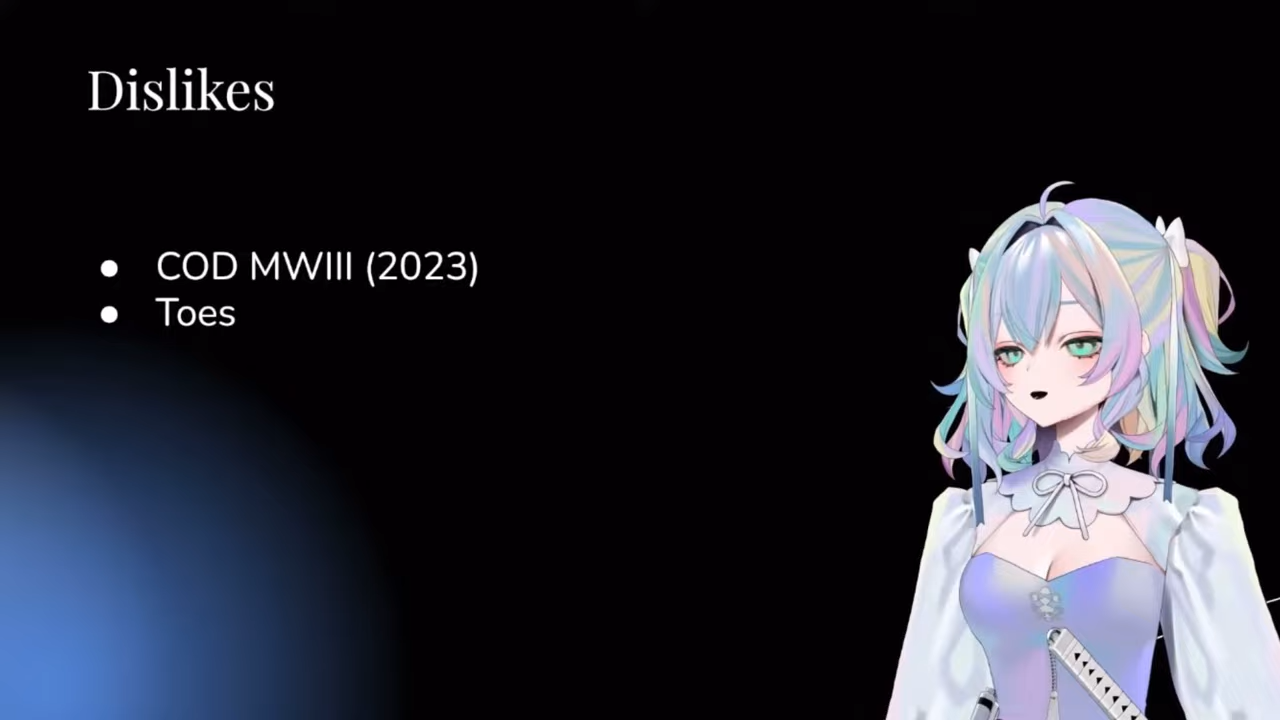 Dislikes
● COD MWIII (2023)
● Toes